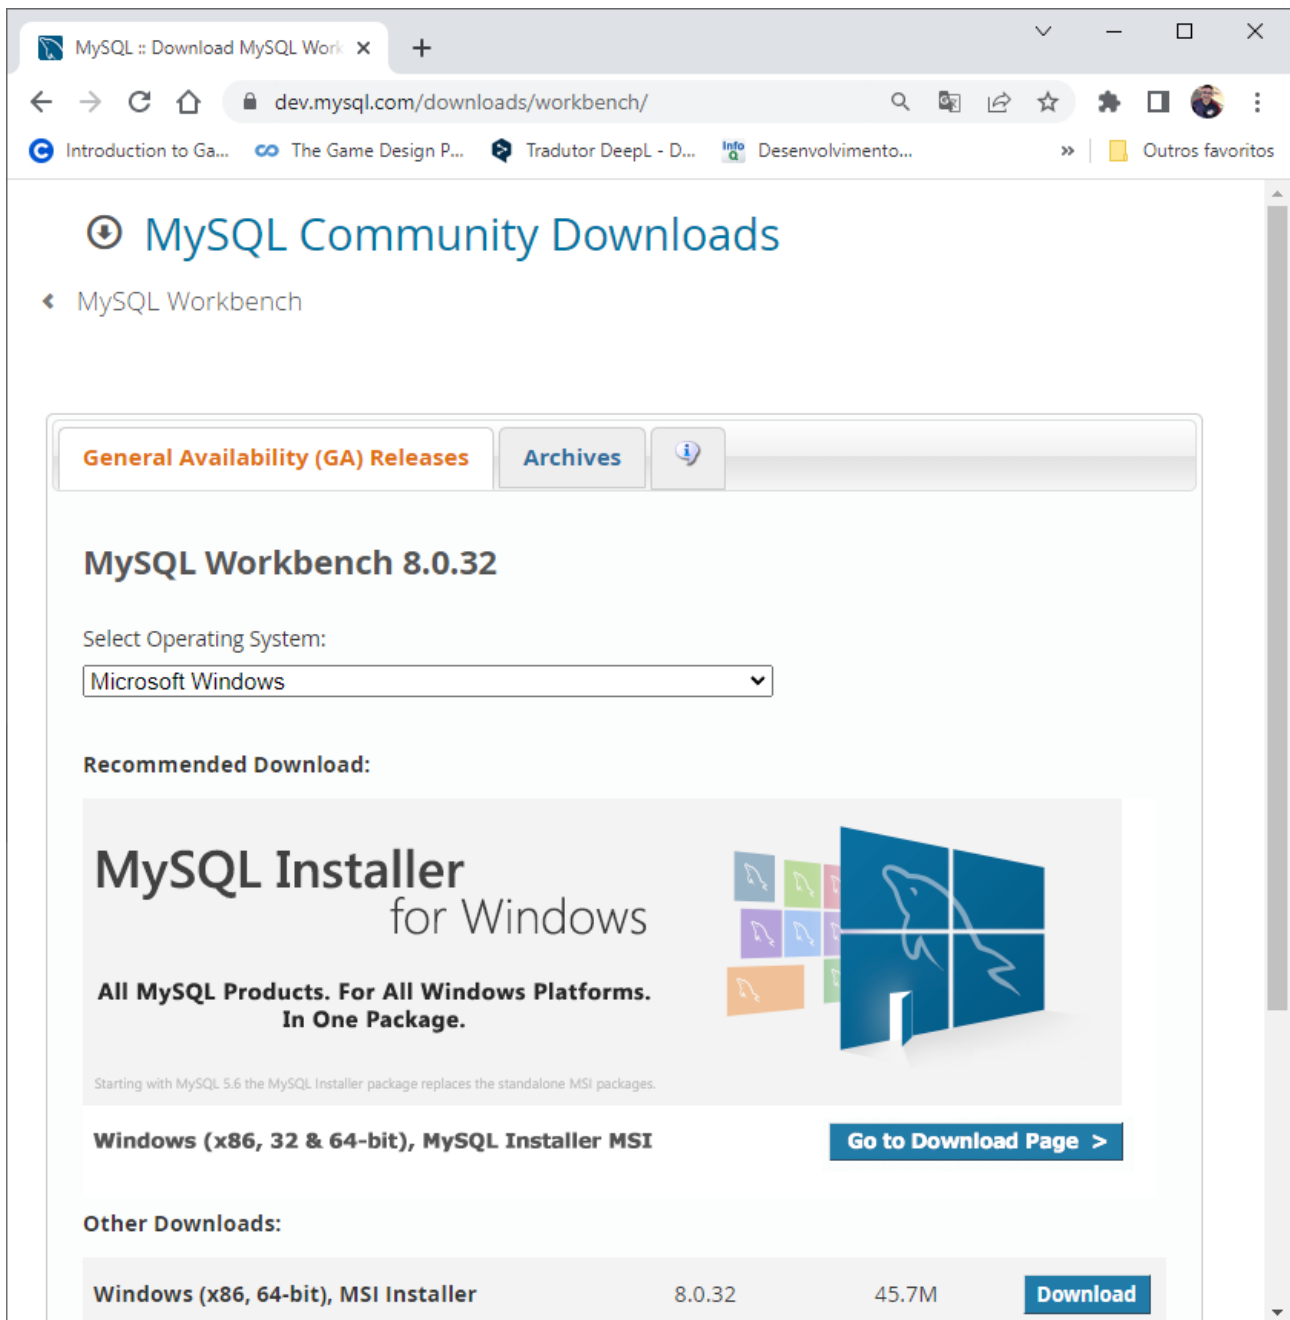 MySQL :: Download MySQL Work
dev.mysql.com/downloads/workbench/
Introduction to Ga... The Game Design P... Tradutor DeepL - D... InfoQ Desenvolvimento... » Outros favoritos
MySQL Community Downloads
MySQL Workbench
General Availability (GA) Releases Archives
MySQL Workbench 8.0.32
Select Operating System:
Microsoft Windows
Recommended Download:
MySQL Installer
for Windows
All MySQL Products. For All Windows Platforms.
In One Package.
Starting with MySQL 5.6 the MySQL Installer package replaces the standalone MSI packages.
Windows (x86, 32 & 64-bit), MySQL Installer MSI Go to Download Page >
Other Downloads:
Windows (x86, 64-bit), MSI Installer 8.0.32 45.7M Download